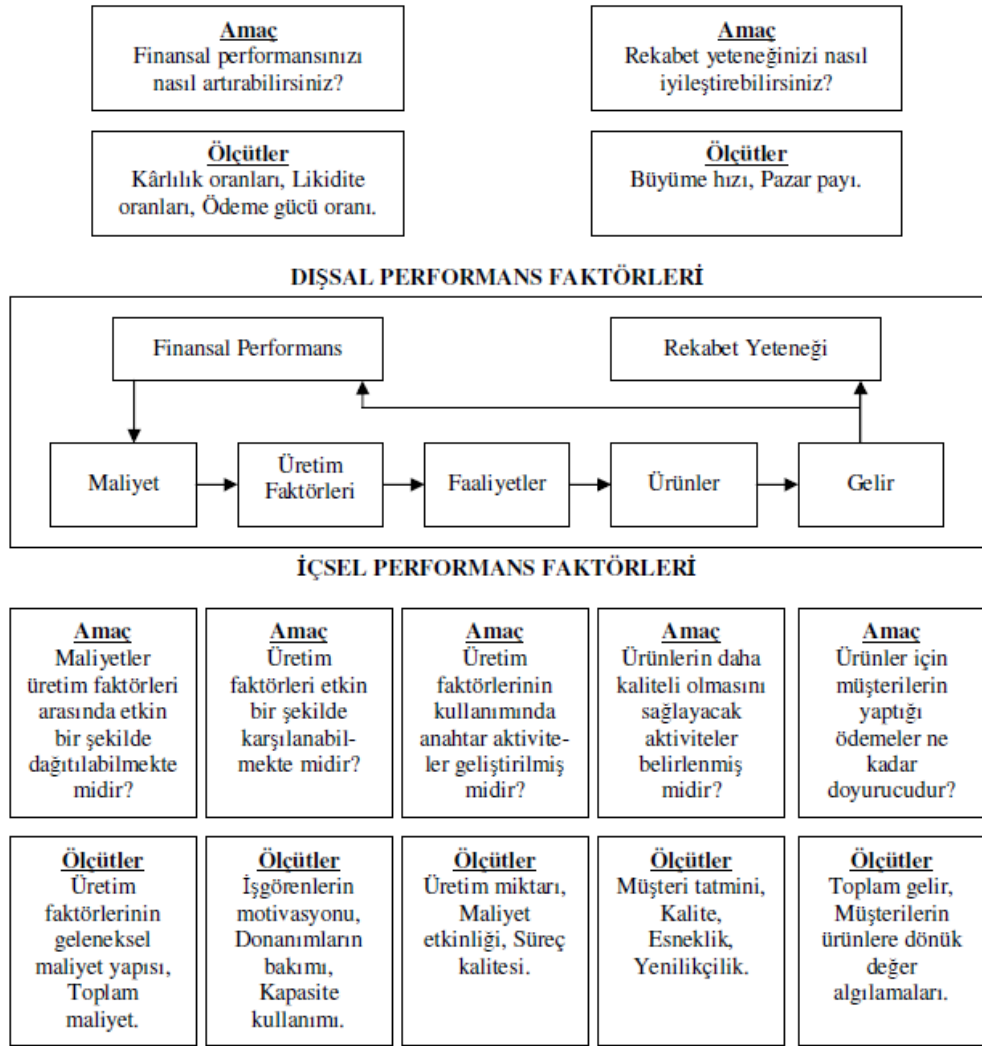 Amaç
Finansal performansınızı
nasıl artırabilirsiniz?
Amaç
Rekabet yeteneğinizi nasıl
iyileştirebilirsiniz?
Ölçütler
Kârlılık oranları, Likidite
oranları, Ödeme gücü oranı.
Ölçütler
Büyüme hızı, Pazar payı.
DIŞSAL PERFORMANS FAKTÖRLERİ
Finansal Performans
Rekabet Yeteneği
Maliyet
Üretim
Faktörleri
Faaliyetler
Ürünler
Gelir
İÇSEL PERFORMANS FAKTÖRLERİ
Amaç
Maliyetler
üretim faktörleri
arasında etkin
bir şekilde
dağıtılabilmekte
midir?
Amaç
Üretim
faktörleri etkin
bir şekilde
karşılanabil-
mekte midir?
Amaç
Üretim
faktörlerinin
kullanımında
anahtar aktivite-
ler geliştirilmiş
midir?
Amaç
Ürünlerin daha
kaliteli olmasını
sağlayacak
aktiviteler
belirlenmiş
midir?
Amaç
Ürünler için
müşterilerin
yaptığı
ödemeler ne
kadar
doyurucudur?
Ölçütler
Üretim
faktörlerinin
geleneksel
maliyet yapısı,
Toplam
maliyet.
Ölçütler
İşgörenlerin
motivasyonu,
Donanımların
bakımı,
Kapasite
kullanımı.
Ölçütler
Üretim miktarı,
Maliyet
etkinliği, Süreç
kalitesi.
Ölçütler
Müşteri tatmini,
Kalite,
Esneklik,
Yenilikçilik.
Ölçütler
Toplam gelir,
Müşterilerin
ürünlere dönük
değer
algılamaları.